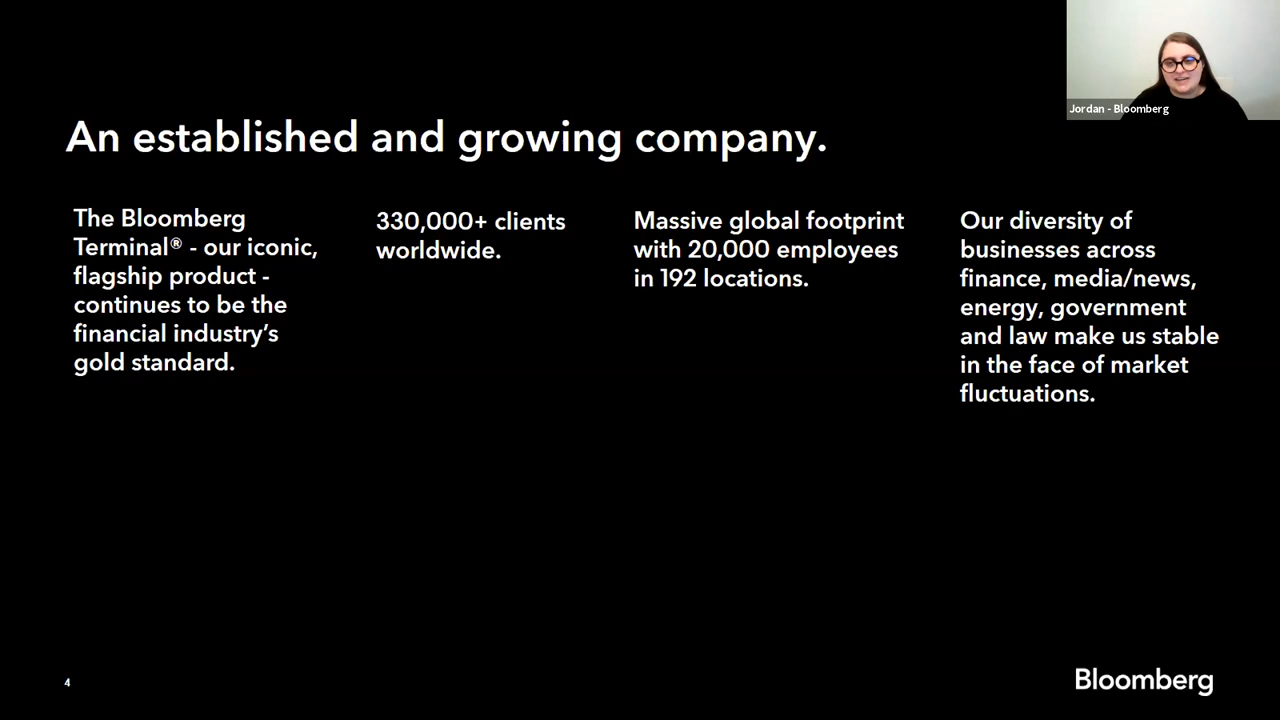 Jordan - Bloomberg
An established and growing company.
The Bloomberg
Terminal® - our iconic,
flagship product -
continues to be the
financial industry's
gold standard.
330,000+ clients
worldwide.
Massive global footprint
with 20,000 employees
in 192 locations.
Our diversity of
businesses across
finance, media/news,
energy, government
and law make us stable
in the face of market
fluctuations.
4
Bloomberg